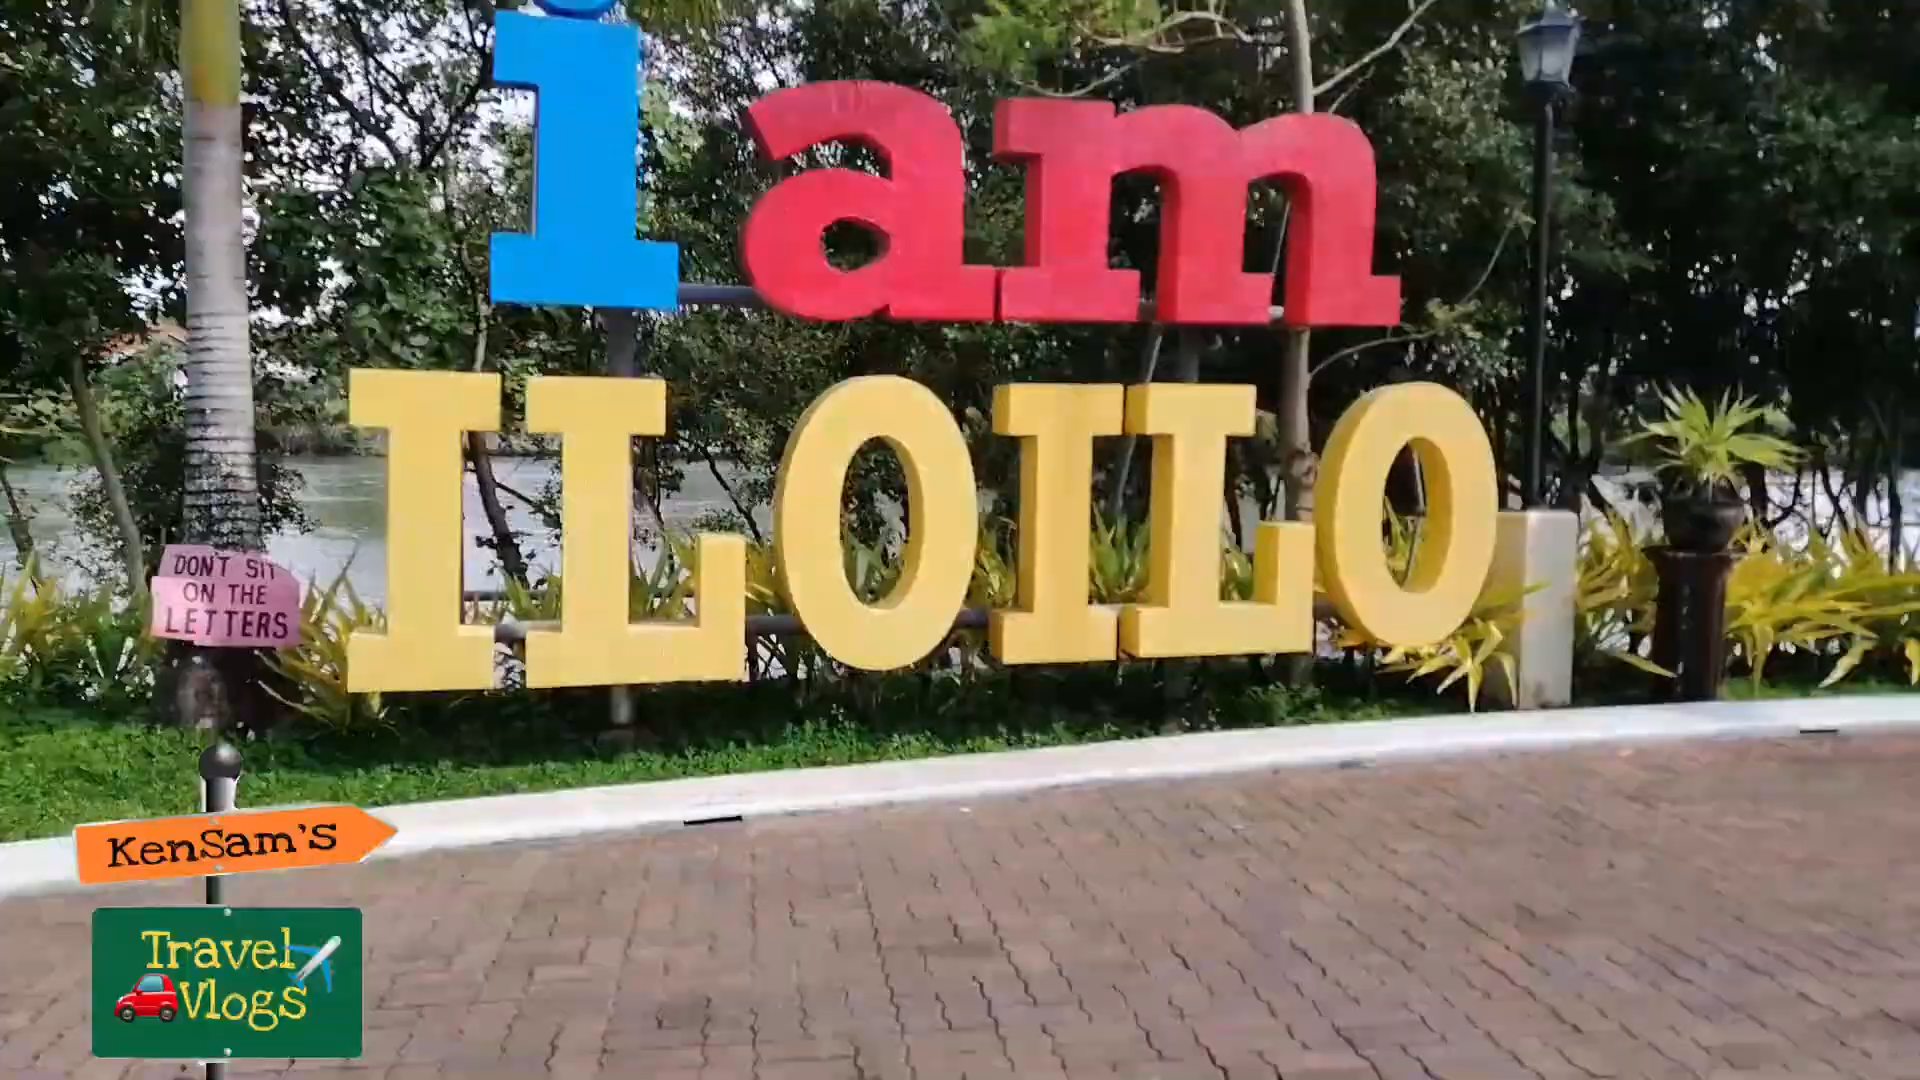 i am
ILOILO
DON'T SIT
ON THE
LETTERS
KenSam's
Travel
Vlogs